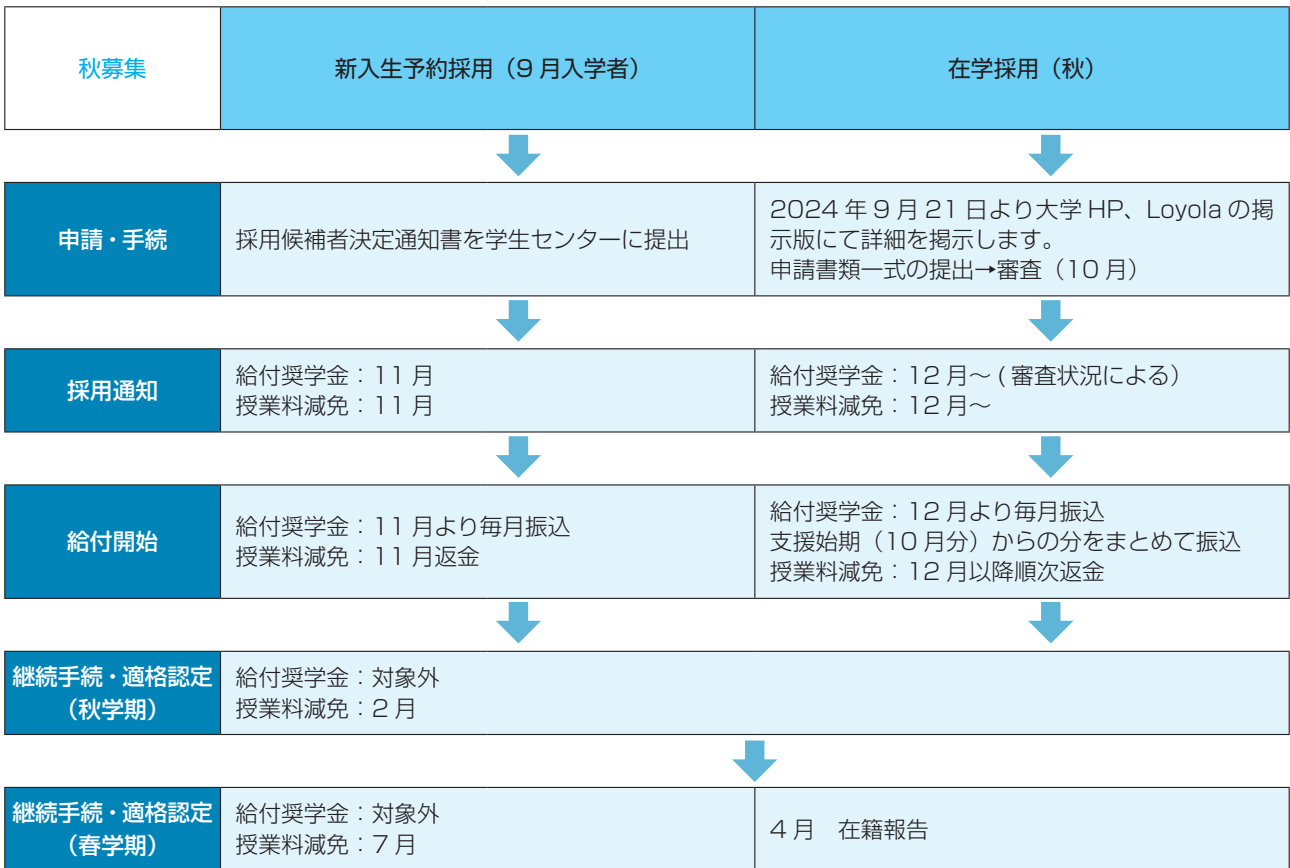 秋募集
新入生予約採用（9 月入学者）
在学採用（秋）
申請・手続
採用候補者決定通知書を学生センターに提出
2024 年 9 月 21 日より大学 HP、Loyola の掲
示版にて詳細を掲示します。
申請書類一式の提出→審査（10 月）
採用通知
給付奨学金：11 月
授業料減免：11 月
給付奨学金：12 月～ ( 審査状況による）
授業料減免：12 月～
給付開始
給付奨学金：11 月より毎月振込
授業料減免：11 月返金
給付奨学金：12 月より毎月振込
支援始期（10 月分）からの分をまとめて振込
授業料減免：12 月以降順次返金
継続手続・適格認定
（秋学期）
給付奨学金：対象外
授業料減免：2 月
継続手続・適格認定
（春学期）
給付奨学金：対象外
授業料減免：7 月
4 月　在籍報告